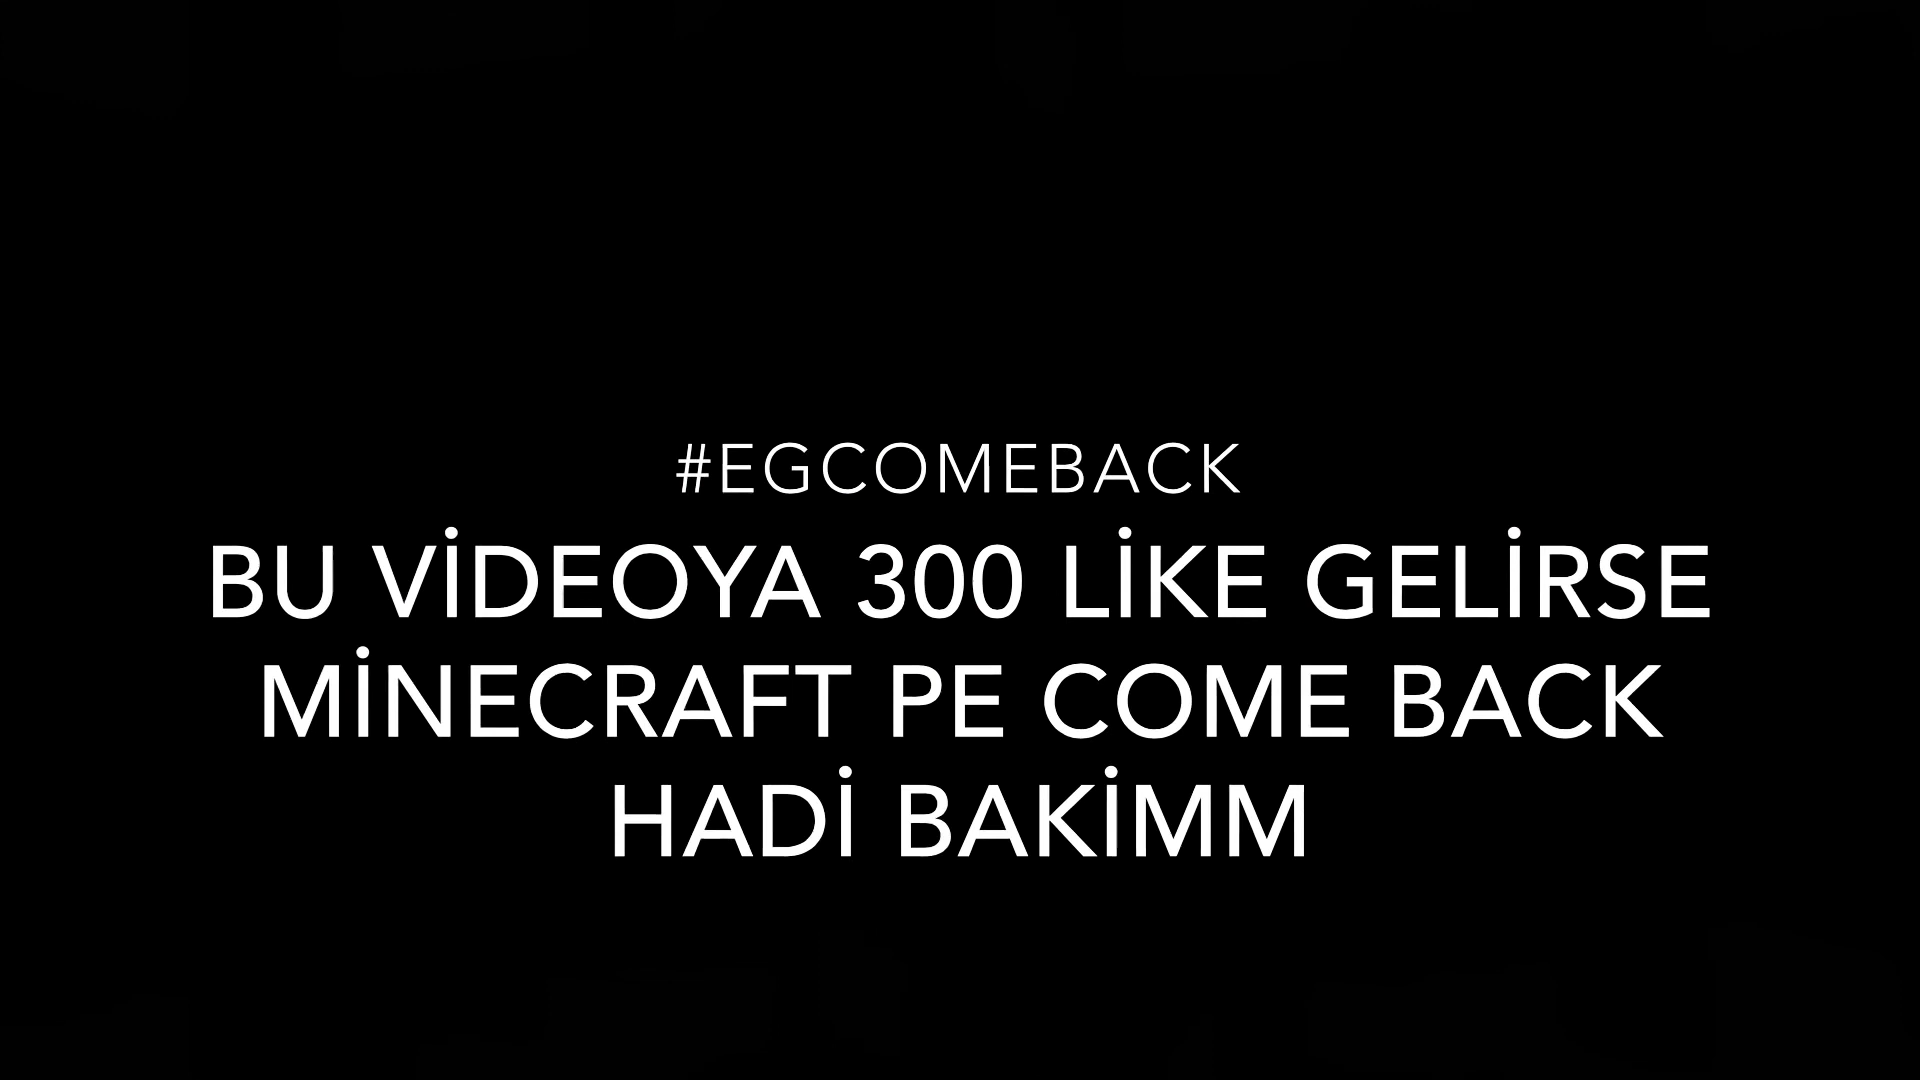 #EGCOMEBACK
BU VİDEOYA 300 LİKE GELİRSE
MİNECRAFT PE COME BACK
HADİ BAKİMM